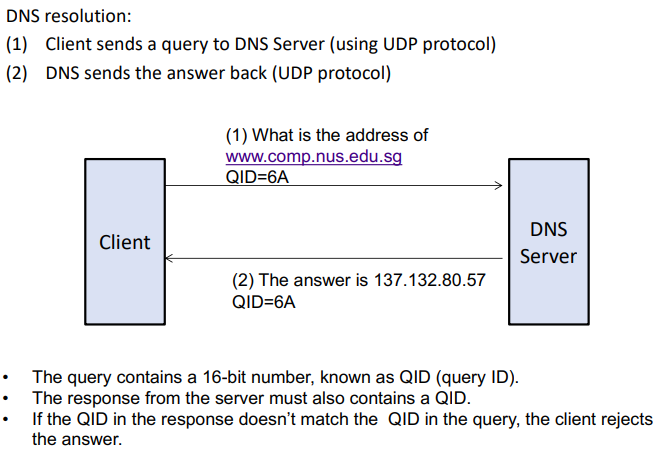 DNS resolution:
(1) Client sends a query to DNS Server (using UDP protocol)
(2) DNS sends the answer back (UDP protocol)
(1) What is the address of
www.comp.nus.edu.sg
QID=6A
Client
DNS
Server
(2) The answer is 137.132.80.57
QID=6A
• The query contains a 16-bit number, known as QID (query ID).
• The response from the server must also contains a QID.
• If the QID in the response doesn’t match the QID in the query, the client rejects
the answer.